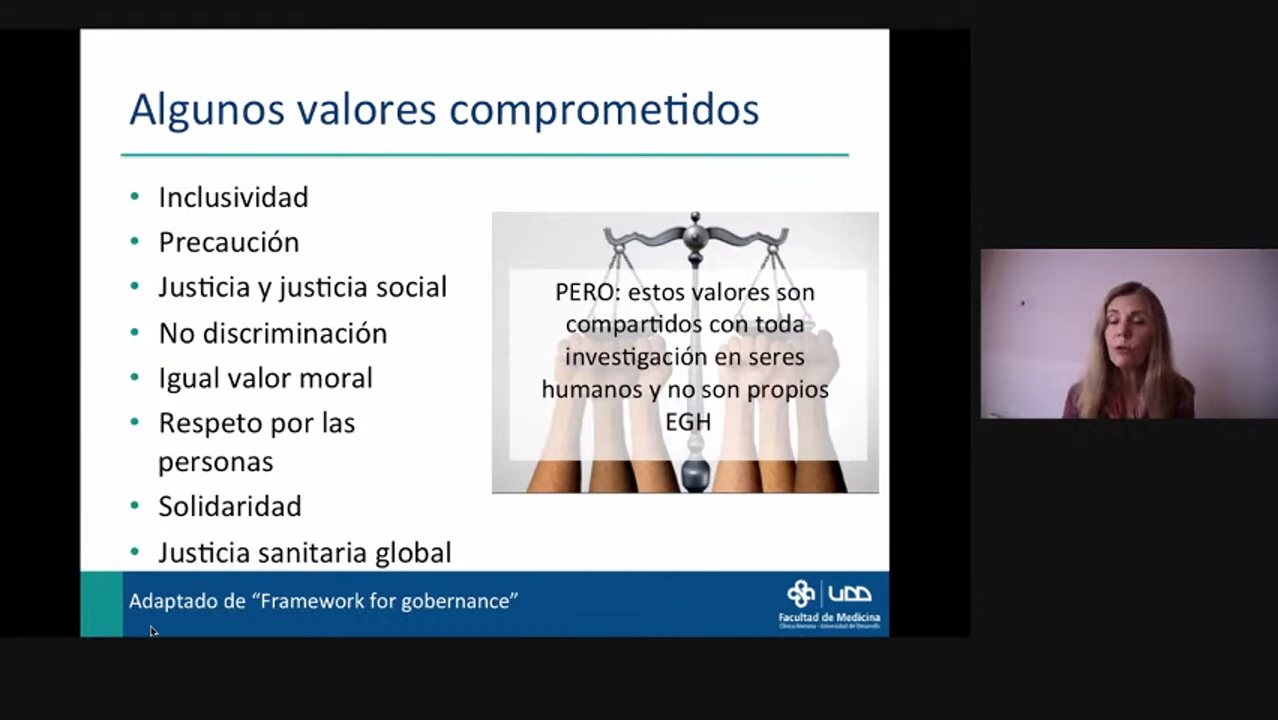 Algunos valores comprometidos
• Inclusividad
• Precaución
• Justicia y justicia social
• No discriminación
• Igual valor moral
• Respeto por las
personas
• Solidaridad
• Justicia sanitaria global
PERO: estos valores son
compartidos con toda
investigación en seres
humanos y no son propios
EGH
Adaptado de “Framework for gobernance”
UDD
Facultad de Medicina
Clínica Alemana - Universidad del Desarrollo